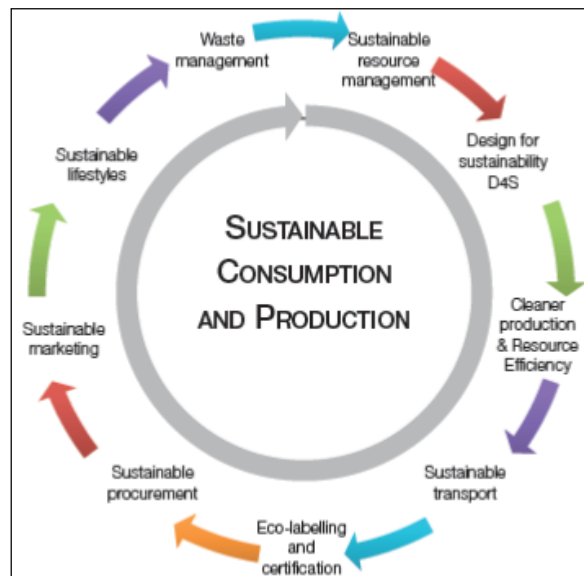 Waste
management
Sustainable
resource
management
Design for
sustainability
D4S
Cleaner
production
& Resource
Efficiency
Sustainable
transport
Eco-labelling
and
certification
Sustainable
procurement
Sustainable
marketing
Sustainable
lifestyles
SUSTAINABLE
CONSUMPTION
AND PRODUCTION